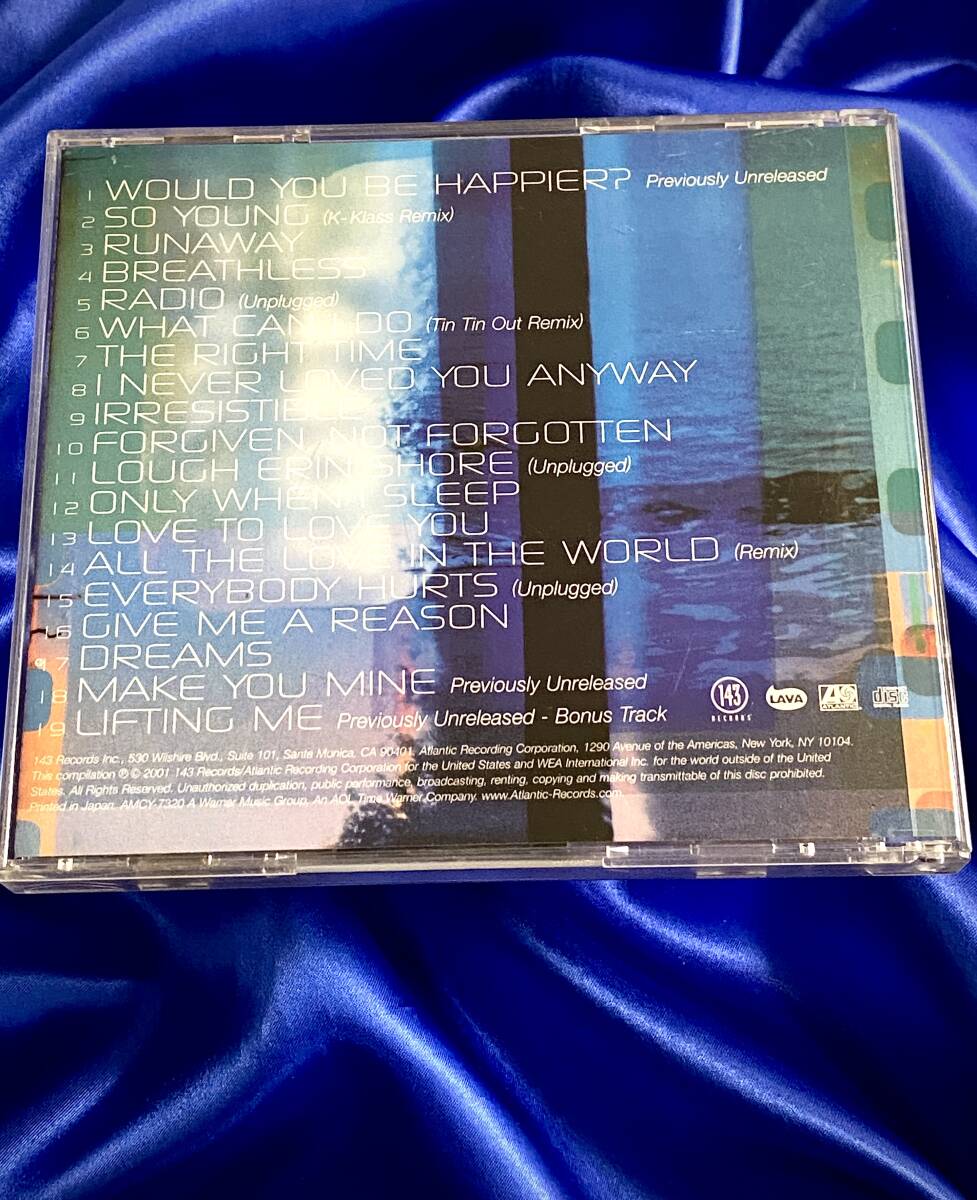 1 WOULD YOU BE HAPPIER? Previously Unreleased
2 SO YOUNG (K-Klass Remix)
3 RUNAWAY
4 BREATHLESS
5 RADIO (Unplugged)
6 WHAT CAN I DO (Tin Tin Out Remix)
7 THE RIGHT TIME
8 I NEVER LOVED YOU ANYWAY
9 IRRESISTIBLE
10 FORGIVEN NOT FORGOTTEN
11 LOUGH ERIN SHORE (Unplugged)
12 ONLY WHEN I SLEEP
13 LOVE TO LOVE YOU
14 ALL THE LOVE IN THE WORLD (Remix)
15 EVERYBODY HURTS (Unplugged)
16 GIVE ME A REASON
17 DREAMS
18 MAKE YOU MINE Previously Unreleased
19 LIFTING ME Previously Unreleased - Bonus Track
143 RECORDS LAVA ATLANTIC disc
143 Records Inc., 530 Wilshire Blvd., Suite 101, Santa Monica, CA 90401. Atlantic Recording Corporation, 1290 Avenue of the Americas, New York, NY 10104.
This compilation ℗ © 2001 143 Records/Atlantic Recording Corporation for the United States and WEA International Inc. for the world outside of the United
States. All Rights Reserved. Unauthorized duplication, public performance, broadcasting, renting, copying and making transmittable of this disc prohibited.
Printed in Japan. AMCY-7320 A Warner Music Group, An AOL Time Warner Company. www.Atlantic-Records.com.